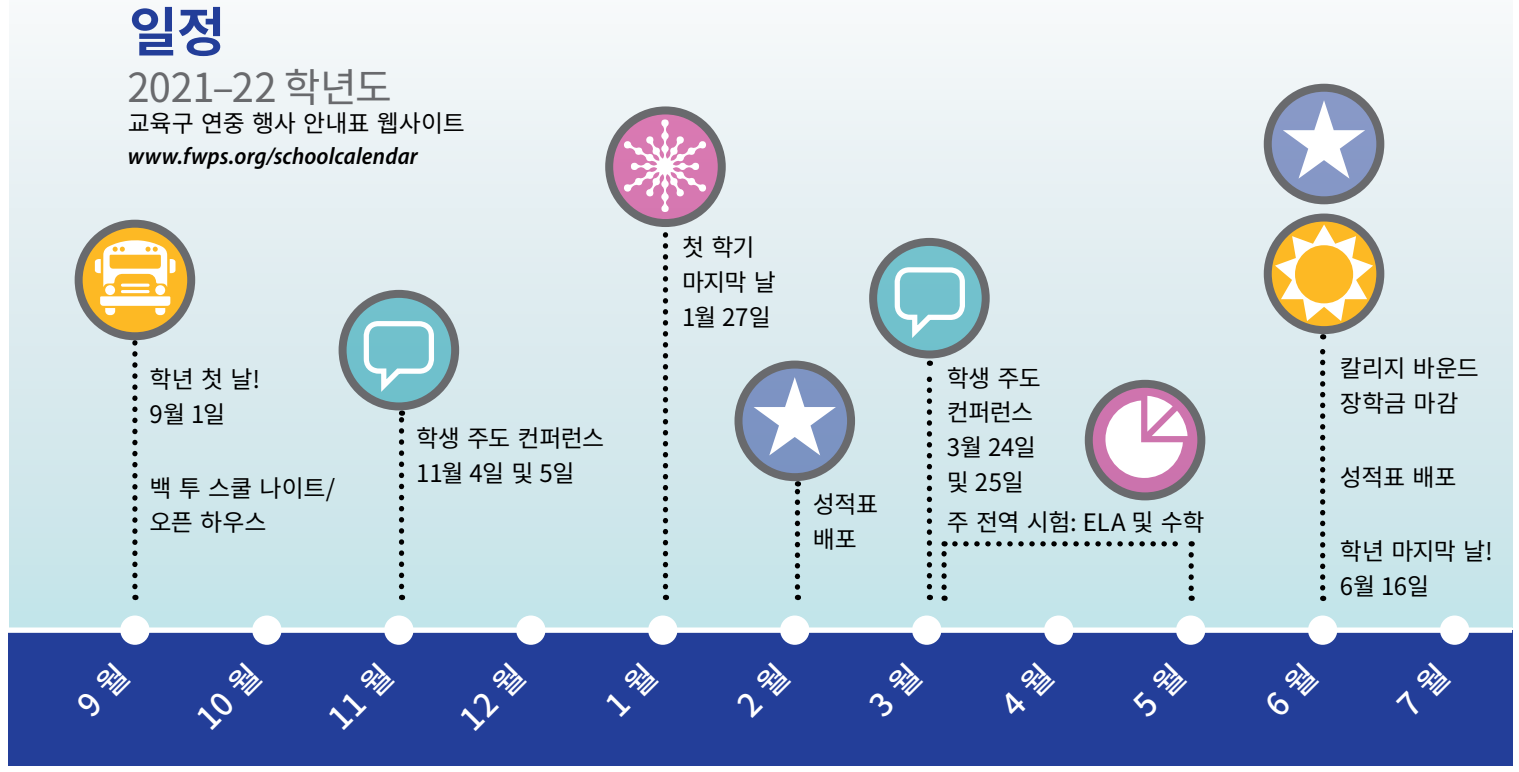 일정
2021–22 학년도
교육구 연중 행사 안내표 웹사이트
www.fwps.org/schoolcalendar
학년 첫 날!
9월 1일
백 투 스쿨 나이트/
오픈 하우스
학생 주도 컨퍼런스
11월 4일 및 5일
첫 학기
마지막 날
1월 27일
성적표
배포
학생 주도
컨퍼런스
3월 24일
및 25일
주 전역 시험: ELA 및 수학
칼리지 바운드
장학금 마감
성적표 배포
학년 마지막 날!
6월 16일
9 월
10 월
11 월
12 월
1 월
2 월
3 월
4 월
5 월
6 월
7 월